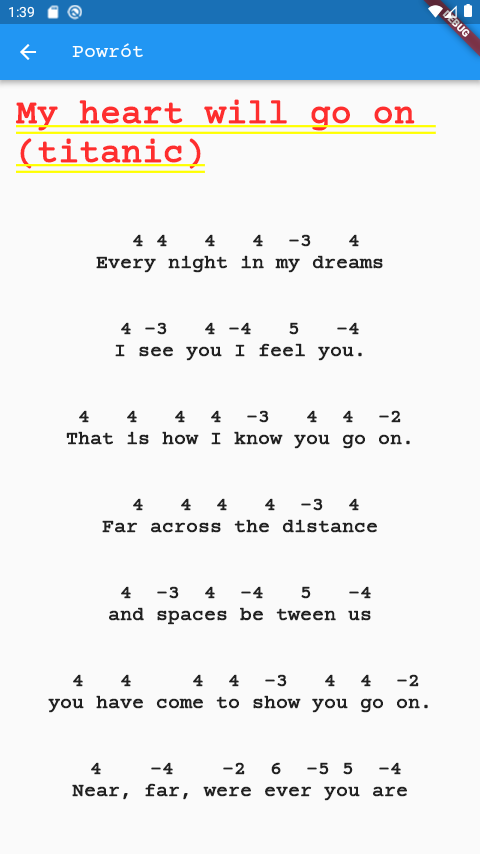 1:39
DEBUG
Powrót
My heart will go on
(titanic)
4 4 4 4 -3 4
Every night in my dreams
4 -3 4 -4 5 -4
I see you I feel you.
4 4 4 4 -3 4 4 -2
That is how I know you go on.
4 4 4 4 -3 4
Far across the distance
4 -3 4 -4 5 -4
and spaces be tween us
4 4 4 4 -3 4 4 -2
you have come to show you go on.
4 -4 -2 6 -5 5 -4
Near, far, were ever you are